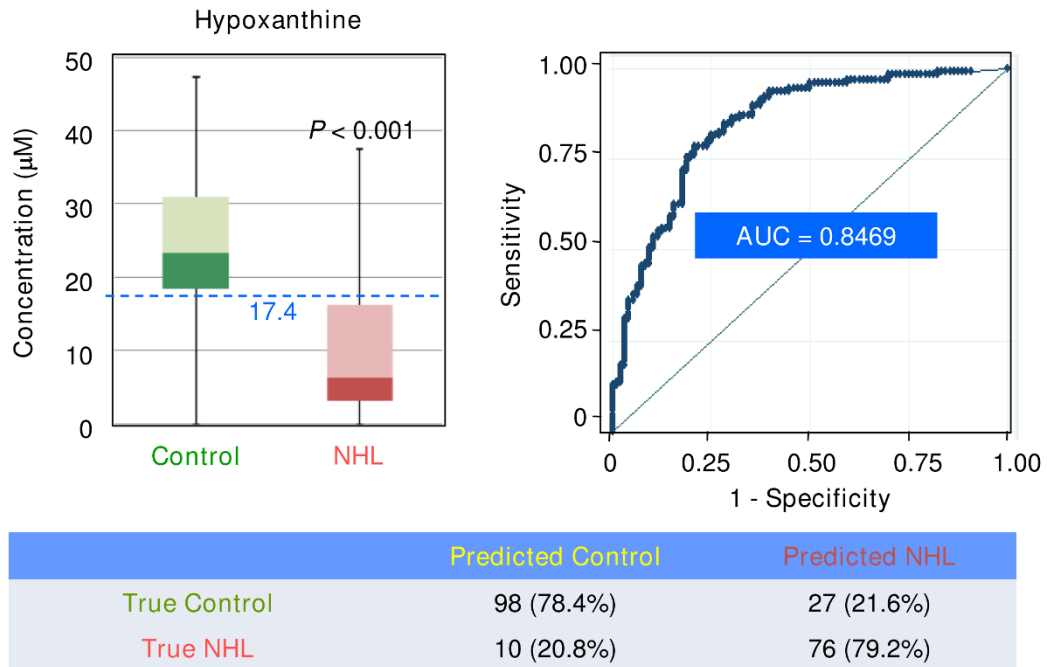 Hypoxanthine
Concentration (µM)
50
40
30
20
10
0
P < 0.001
17.4
Control NHL
Sensitivity
1.00
0.75
0.50
0.25
0
AUC = 0.8469
0 0.25 0.50 0.75 1.00
1 - Specificity
Predicted Control Predicted NHL
True Control 98 (78.4%) 27 (21.6%)
True NHL 10 (20.8%) 76 (79.2%)